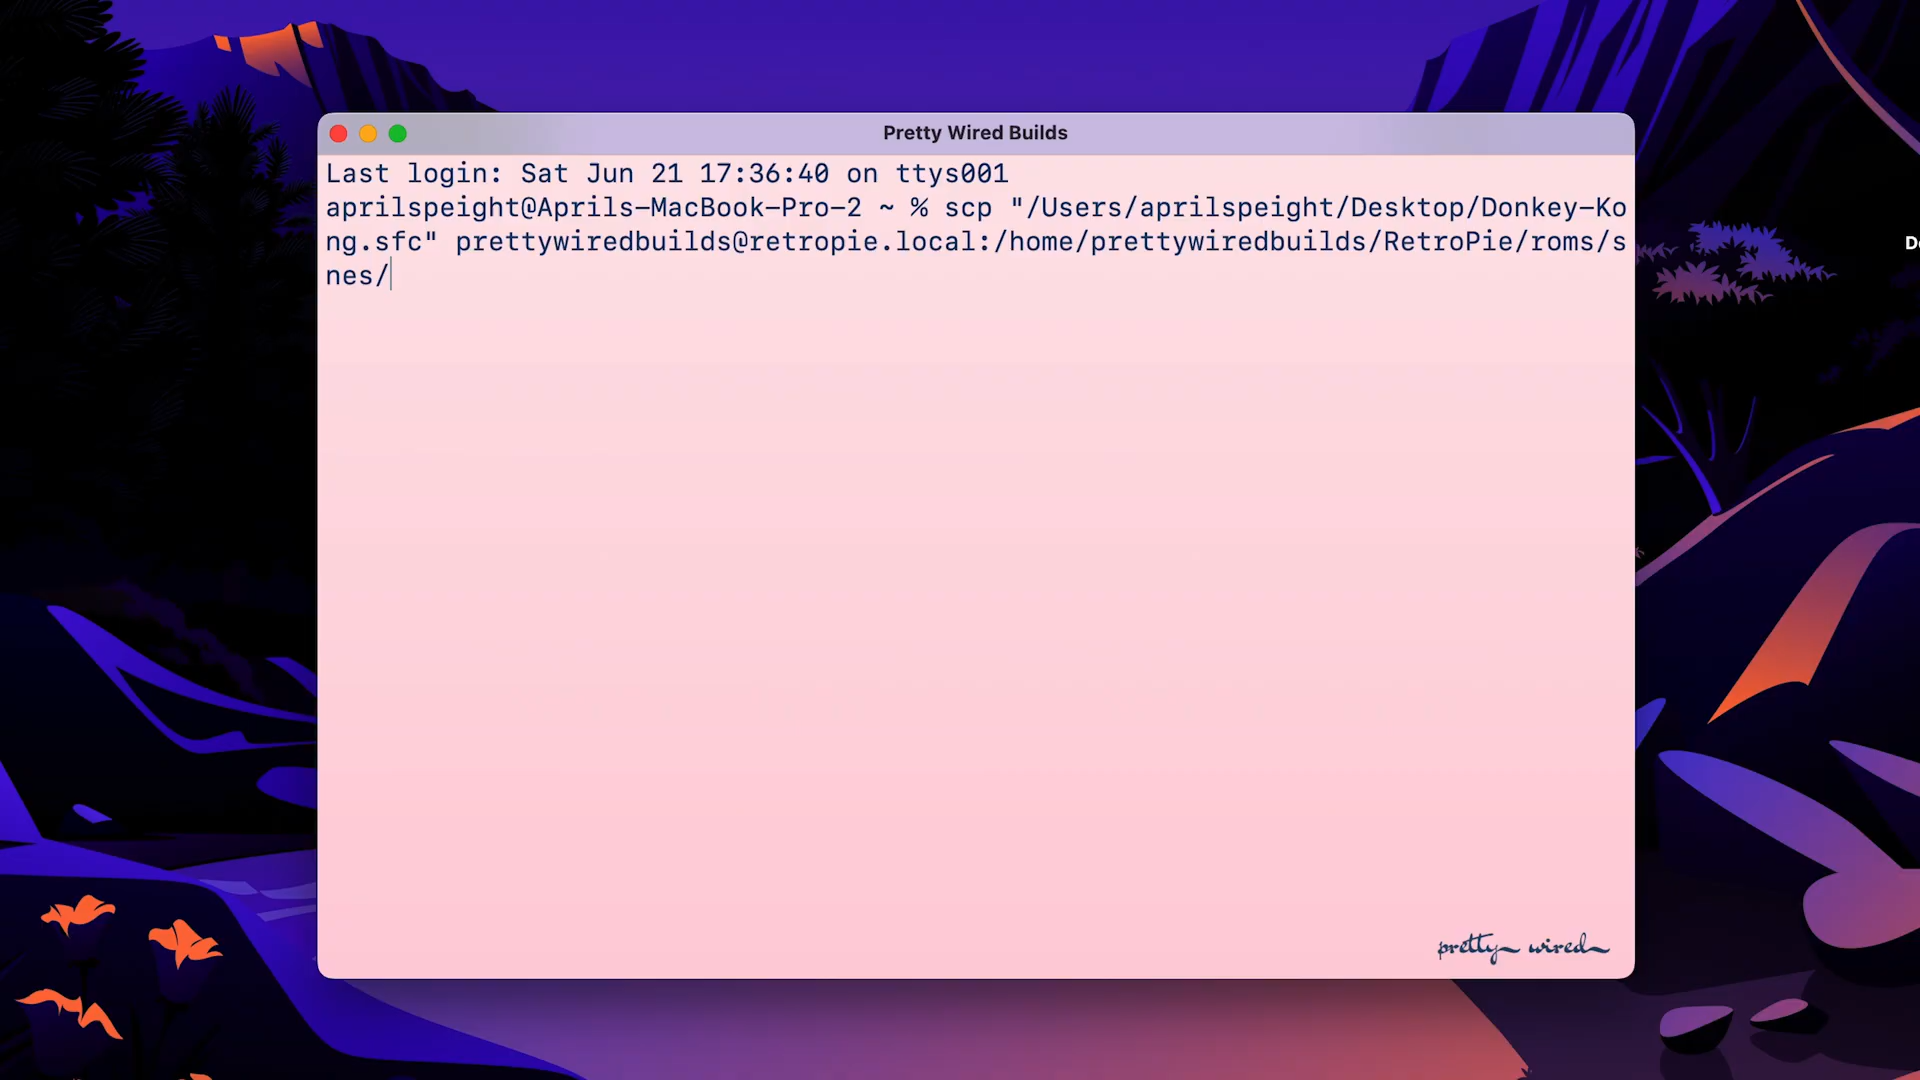 Pretty Wired Builds
Last login: Sat Jun 21 17:36:40 on ttys001
aprilspeight@Aprils-MacBook-Pro-2 ~ % scp "/Users/aprilspeight/Desktop/Donkey-Ko
ng.sfc" prettywiredbuilds@retropie.local:/home/prettywiredbuilds/RetroPie/roms/s
nes/
pretty wired